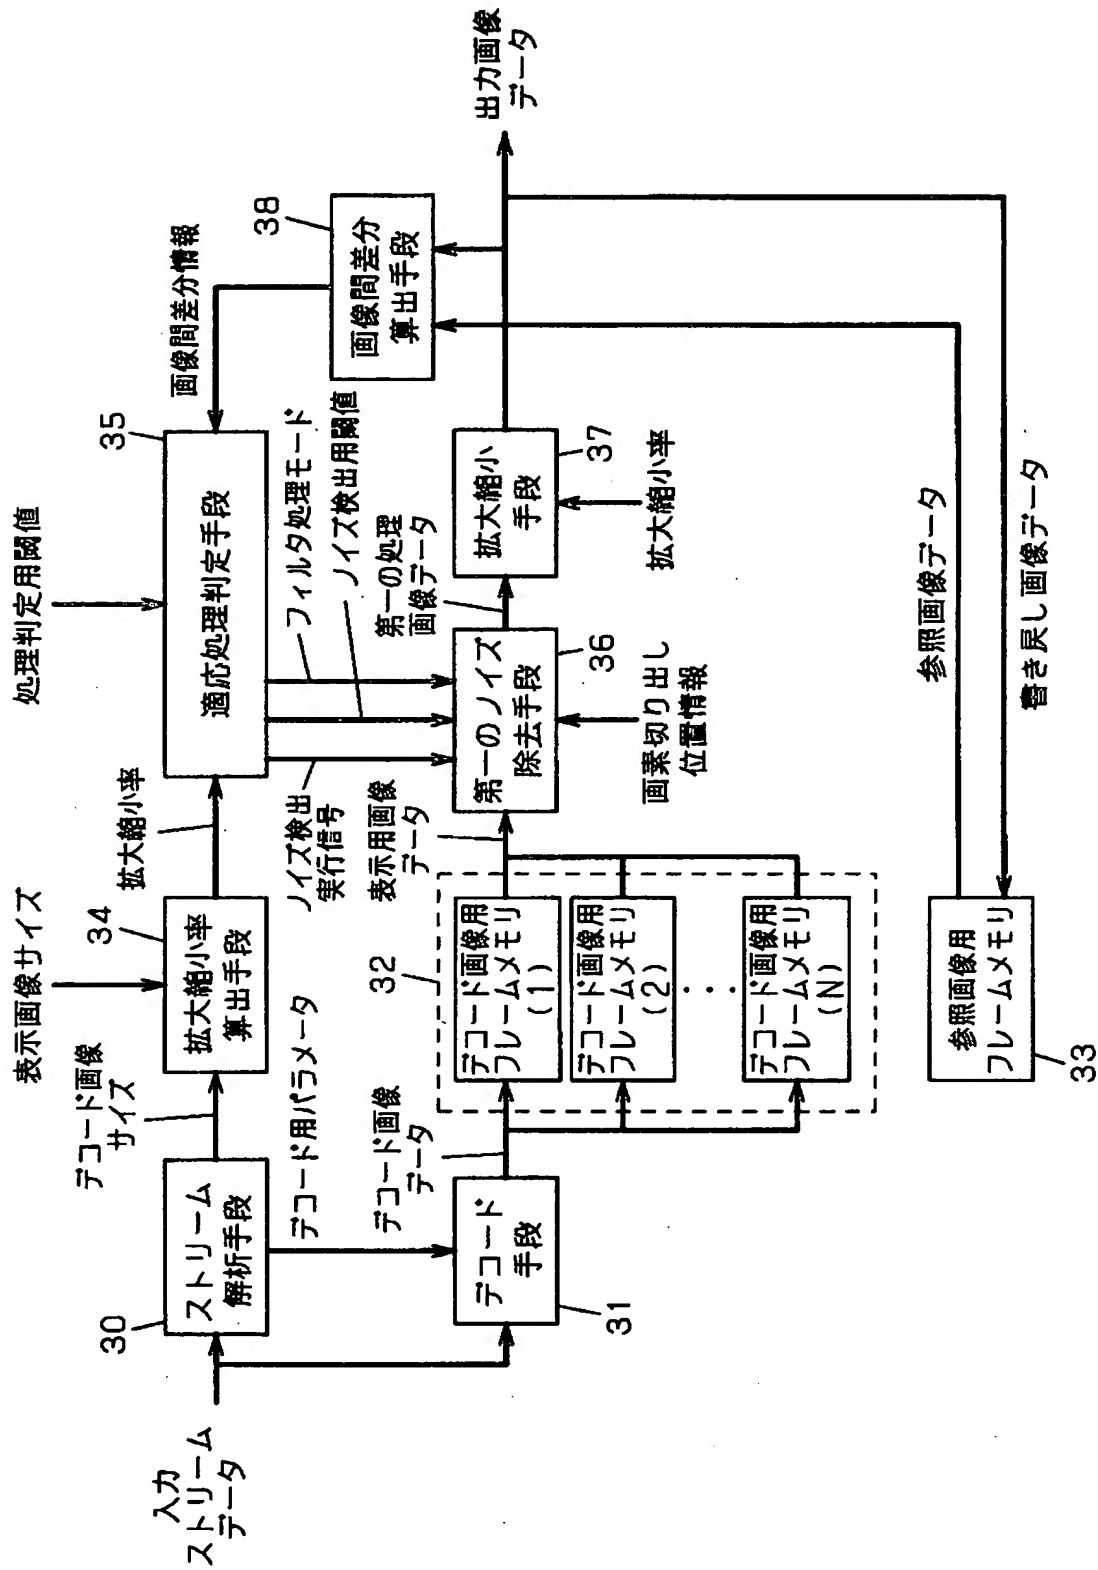 入力
ストリーム
データ
30
ストリーム
解析手段
デコード画像
サイズ
表示画像サイズ
34
拡大縮小率
算出手段
拡大縮小率
処理判定用閾値
35
適応処理判定手段
画像間差分情報
38
画像間差分
算出手段
デコード用パラメータ
ノイズ検出
実行信号
ノイズ検出用閾値
フィルタ処理モード
31
デコード
手段
デコード画像
データ
32
デコード画像用
フレームメモリ
(1)
デコード画像用
フレームメモリ
(2)
・・・
デコード画像用
フレームメモリ
(N)
表示用画像
データ
36
第一のノイズ
除去手段
画素切り出し
位置情報
第一の処理
画像データ
37
拡大縮小
手段
拡大縮小率
出力画像
データ
33
参照画像用
フレームメモリ
参照画像データ
書き戻し画像データ